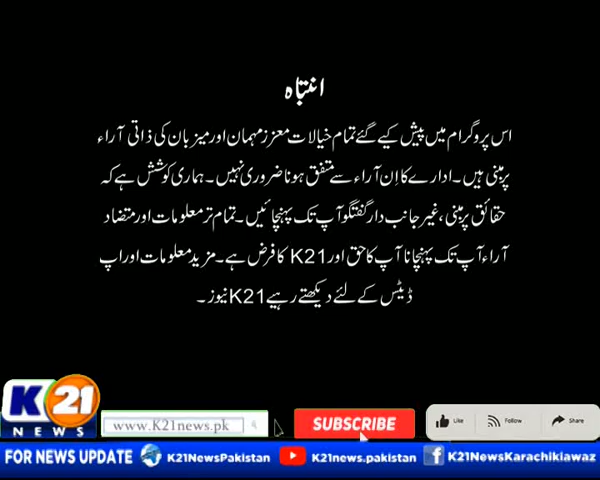 انتباہ
اس پروگرام میں پیش کیے گئے تمام خیالات معزز مہمان اور میزبان کی ذاتی آراء
پر مبنی ہیں۔ ادارے کا اِن آراء سے متفق ہونا ضروری نہیں۔ ہماری کوشش ہے کہ
حقائق پر مبنی، غیر جانب دار گفتگو آپ تک پہنچائیں۔ تمام تر معلومات اور متضاد
آراء آپ تک پہنچانا آپ کا حق اور K21 کا فرض ہے۔ مزید معلومات اور اپ
ڈیٹس کے لئے دیکھتے رہیے K21 نیوز۔
K21
NEWS
www.K21news.pk
SUBSCRIBE
Like
Follow
Share
FOR NEWS UPDATE
K21NewsPakistan
K21news.pakistan
K21NewsKarachikiawaz